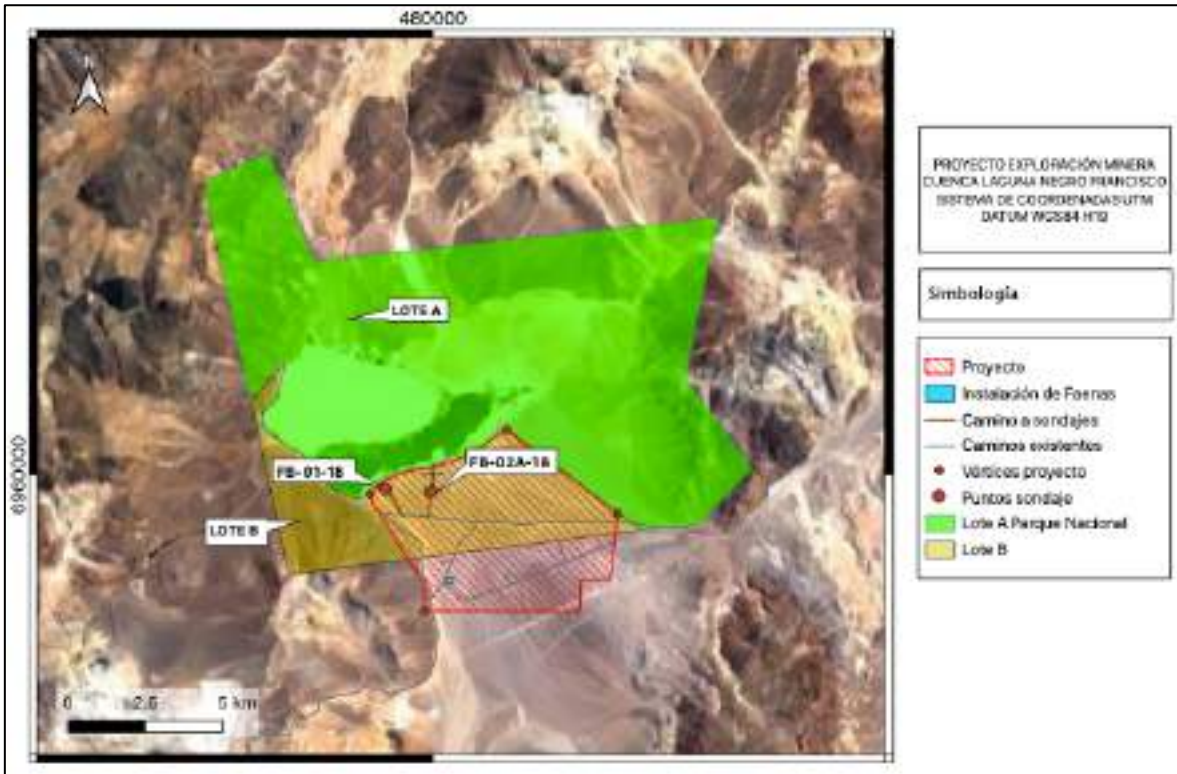 480000
N
6960000
LOTE A
FB-01-18
FB-02A-18
LOTE B
0 2.5 5 km
PROYECTO EXPLORACIÓN MINERA
CUENCA LAGUNA NEGRO FRANCISCO
SISTEMA DE COORDENADAS UTM
DATUM WGS84 H19
Simbología
Proyecto
Instalación de Faenas
Camino a sondajes
Caminos existentes
Vértices proyecto
Puntos sondaje
Lote A Parque Nacional
Lote B